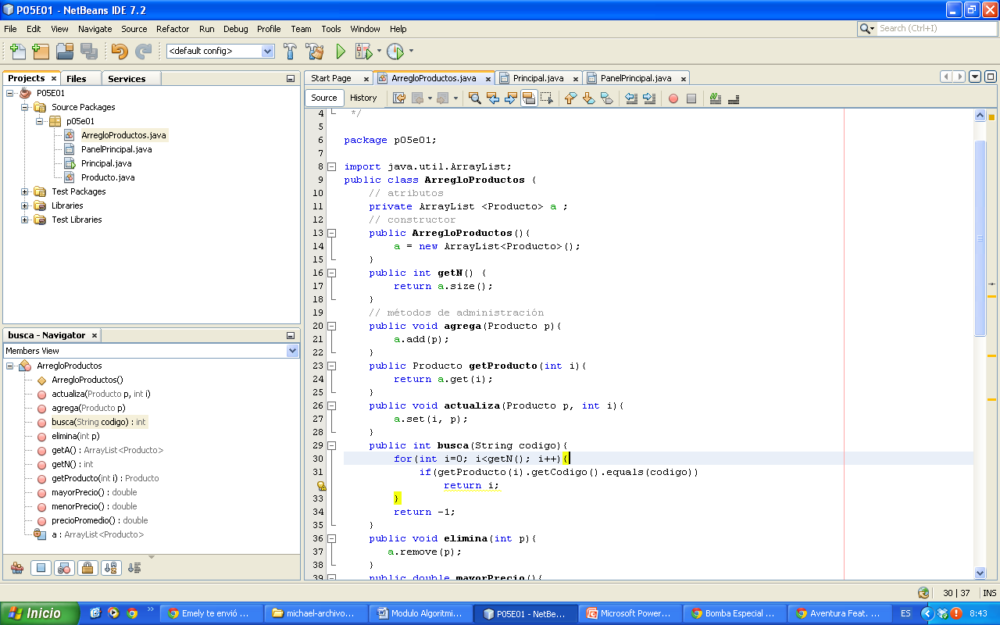 P05E01 - NetBeans IDE 7.2
File Edit View Navigate Source Refactor Run Debug Profile Team Tools Window Help
Search (Ctrl+I)
<default config>
Projects Files Services
P05E01
Source Packages
p05e01
ArregloProductos.java
PanelPrincipal.java
Principal.java
Producto.java
Test Packages
Libraries
Test Libraries
busca - Navigator
Members View
ArregloProductos
ArregloProductos()
actualiza(Producto p, int i)
agrega(Producto p)
busca(String codigo) : int
elimina(int p)
getA() : ArrayList<Producto>
getN() : int
getProducto(int i) : Producto
mayorPrecio() : double
menorPrecio() : double
precioPromedio() : double
a : ArrayList<Producto>
Start Page ArregloProductos.java Principal.java PanelPrincipal.java
Source History
4 */
5
6 package p05e01;
7
8 import java.util.ArrayList;
9 public class ArregloProductos {
10 // atributos
11 private ArrayList <Producto> a ;
12 // constructor
13 public ArregloProductos(){
14 a = new ArrayList<Producto>();
15 }
16 public int getN() {
17 return a.size();
18 }
19 // métodos de administración
20 public void agrega(Producto p){
21 a.add(p);
22 }
23 public Producto getProducto(int i){
24 return a.get(i);
25 }
26 public void actualiza(Producto p, int i){
27 a.set(i, p);
28 }
29 public int busca(String codigo){
30 for(int i=0; i<getN(); i++){
31 if(getProducto(i).getCodigo().equals(codigo))
return i;
33 }
34 return -1;
35 }
36 public void elimina(int p){
37 a.remove(p);
38 }
39 public double mayorPrecio(){
30 | 37 INS
Inicio
Emely te envió ...
michael-archivo...
Modulo Algoritmi...
P05E01 - NetBe...
Microsoft Power...
Bomba Especial ...
Aventura Feat. ...
ES
8:43